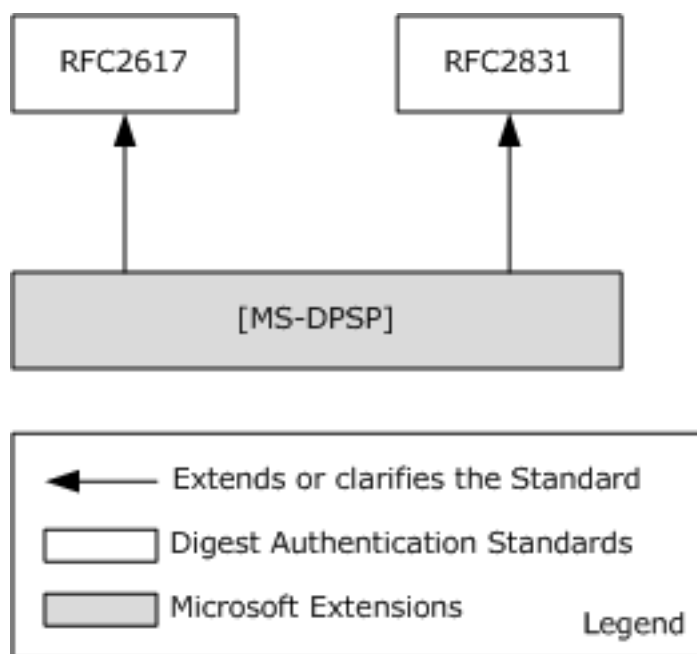 RFC2617
RFC2831
[MS-DPSP]
Extends or clarifies the Standard
Digest Authentication Standards
Microsoft Extensions
Legend